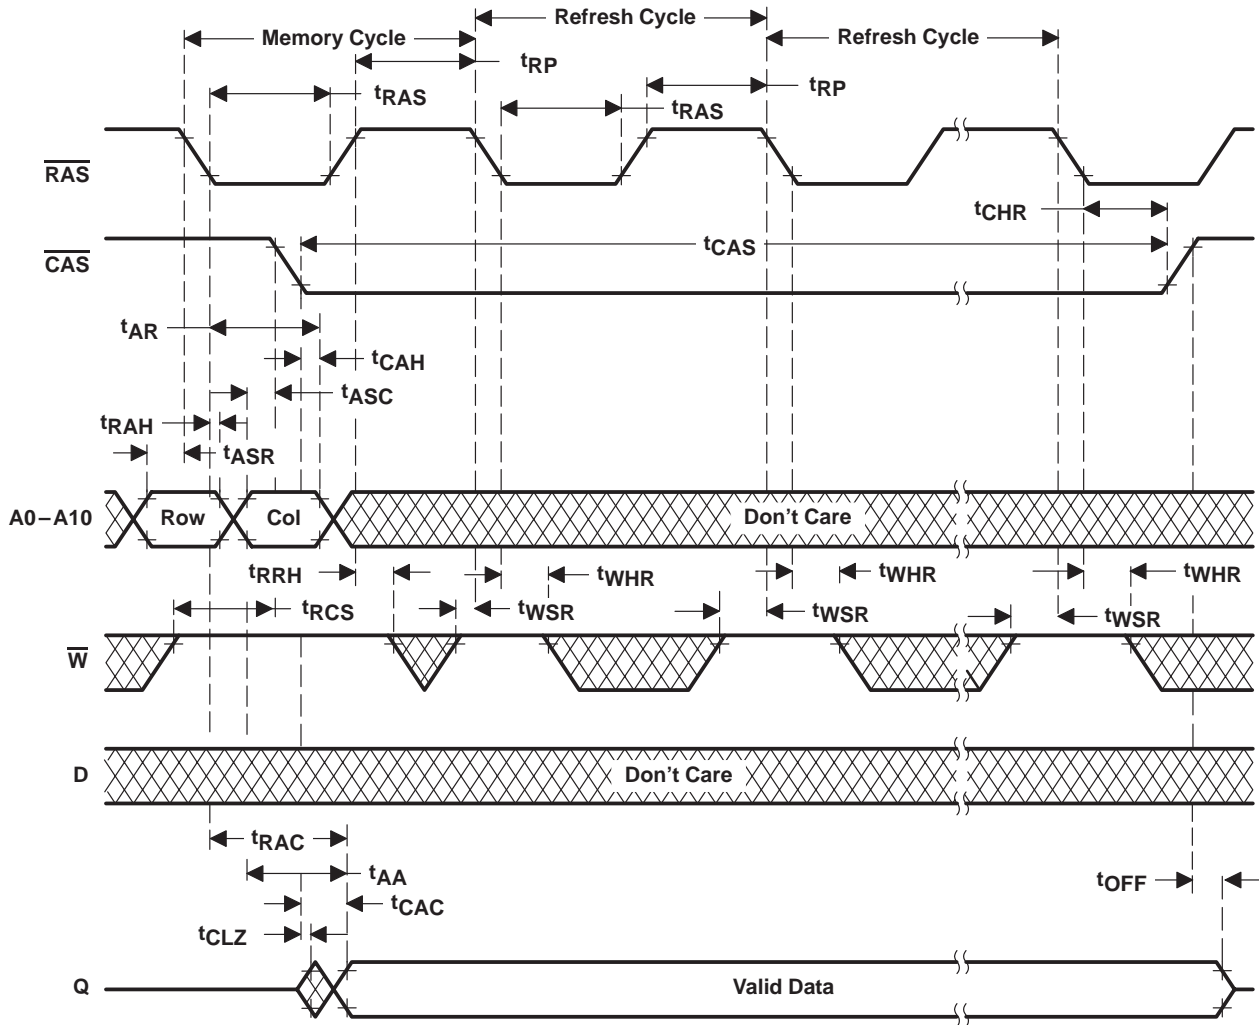 Refresh Cycle
Memory Cycle
Refresh Cycle
tRP
tRP
tRAS
tRAS
RAS
tCHR
tCAS
CAS
tAR
tCAH
tASC
tRAH
tASR
A0–A10
Row
Col
Don't Care
tRRH
tWHR
tWHR
tWHR
tRCS
tWSR
tWSR
tWSR
W
D
Don't Care
tRAC
tAA
tOFF
tCAC
tCLZ
Q
Valid Data